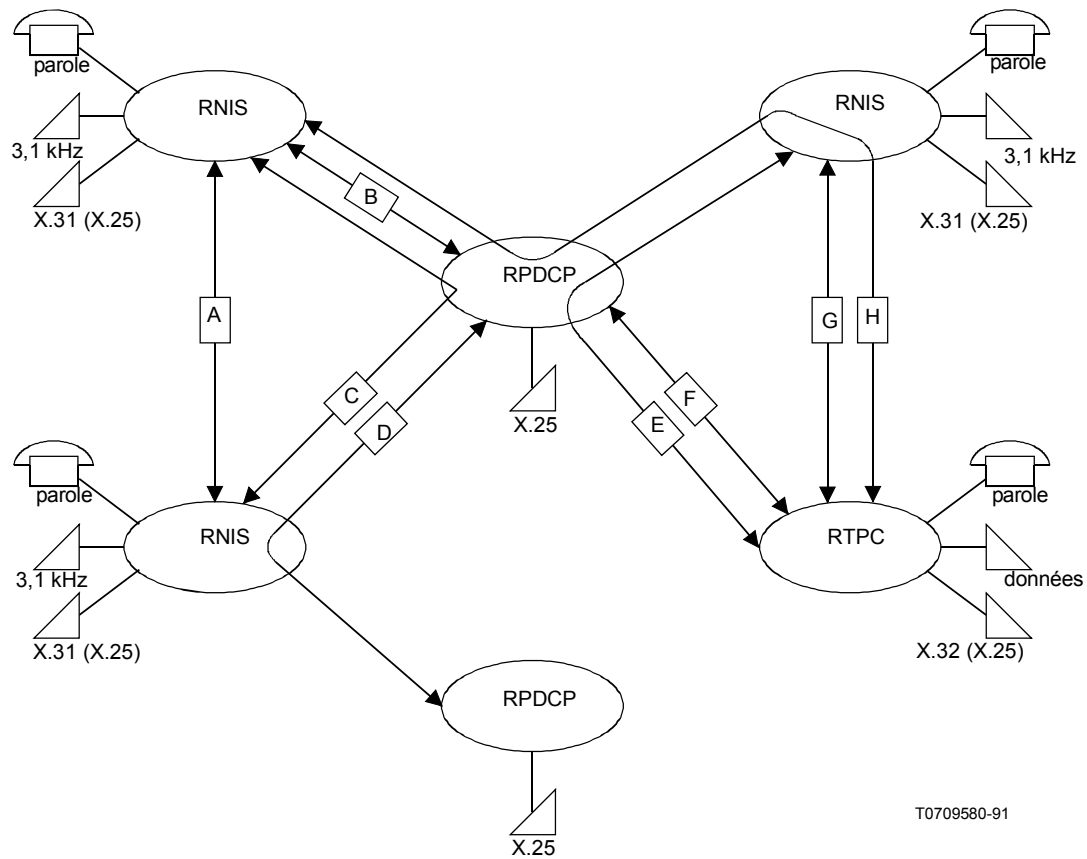 parole
RNIS
3,1 kHz
X.31 (X.25)
parole
RNIS
3,1 kHz
X.31 (X.25)
B
RPDCP
X.25
A
G
H
C
D
F
E
parole
RNIS
3,1 kHz
X.31 (X.25)
parole
RTPC
données
X.32 (X.25)
RPDCP
X.25
T0709580-91